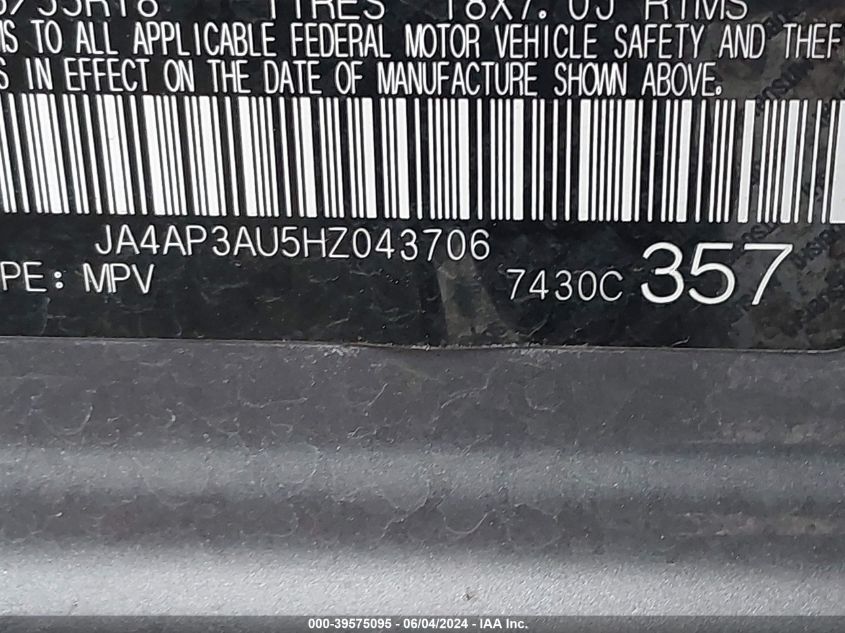 TIRES 18X7.0J RIMS
TO ALL APPLICABLE FEDERAL MOTOR VEHICLE SAFETY AND THEF
IN EFFECT ON THE DATE OF MANUFACTURE SHOWN ABOVE.
JA4AP3AU5HZ043706
PE: MPV
7430C 357
000-39575095 - 06/04/2024 - IAA Inc.